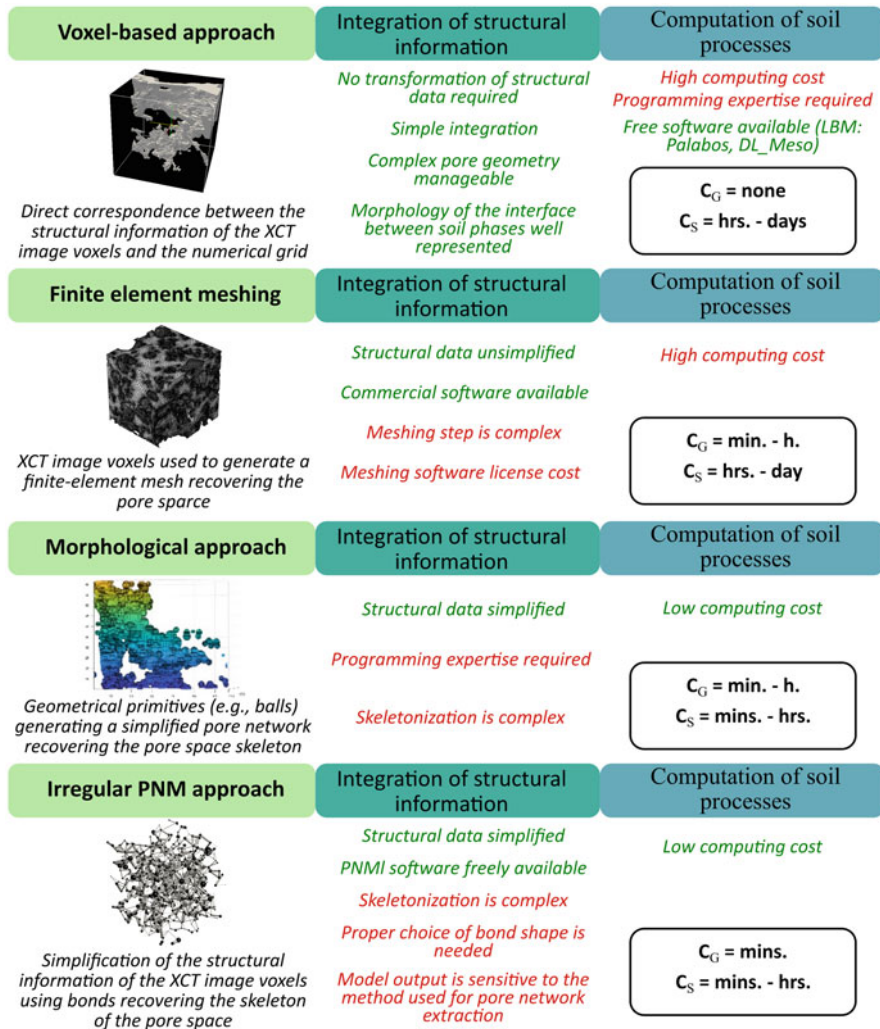 Voxel-based approach
Direct correspondence between the
structural information of the XCT
image voxels and the numerical grid
Integration of structural
information
No transformation of structural
data required
Simple integration
Complex pore geometry
manageable
Morphology of the interface
between soil phases well
represented
Computation of soil
processes
High computing cost
Programming expertise required
Free software available (LBM:
Palabos, DL_Meso)
C_G = none
C_S = hrs. - days
Finite element meshing
XCT image voxels used to generate a
finite-element mesh recovering the
pore sparce
Integration of structural
information
Structural data unsimplified
Commercial software available
Meshing step is complex
Meshing software license cost
Computation of soil
processes
High computing cost
C_G = min. - h.
C_S = hrs. - day
Morphological approach
Geometrical primitives (e.g., balls)
generating a simplified pore network
recovering the pore space skeleton
Integration of structural
information
Structural data simplified
Programming expertise required
Skeletonization is complex
Computation of soil
processes
Low computing cost
C_G = min. - h.
C_S = mins. - hrs.
Irregular PNM approach
Simplification of the structural
information of the XCT image voxels
using bonds recovering the skeleton
of the pore space
Integration of structural
information
Structural data simplified
PNMl software freely available
Skeletonization is complex
Proper choice of bond shape is
needed
Model output is sensitive to the
method used for pore network
extraction
Computation of soil
processes
Low computing cost
C_G = mins.
C_S = mins. - hrs.